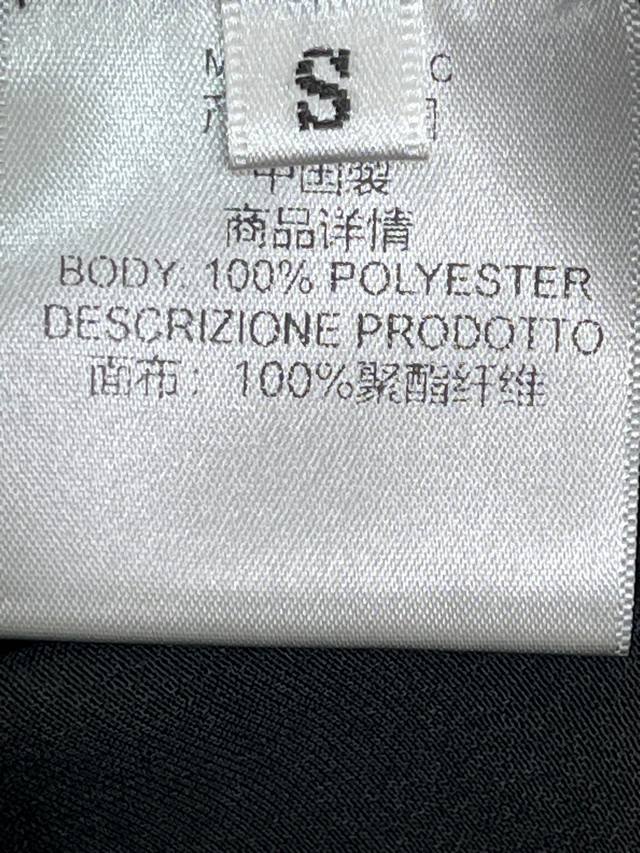 S
中国製
商品详情
BODY: 100% POLYESTER
DESCRIZIONE PRODOTTO
面布：100%聚酯纤维